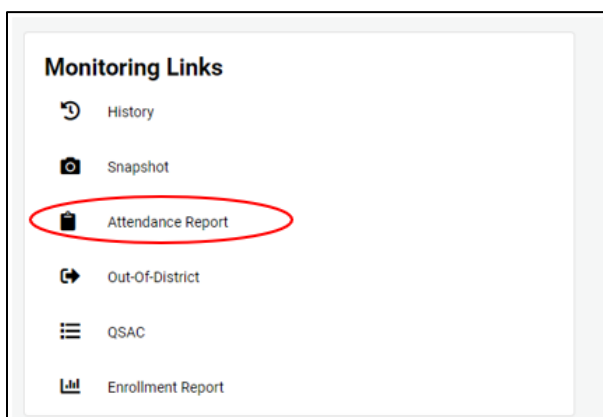 Monitoring Links
History
Snapshot
Attendance Report
Out-Of-District
QSAC
Enrollment Report